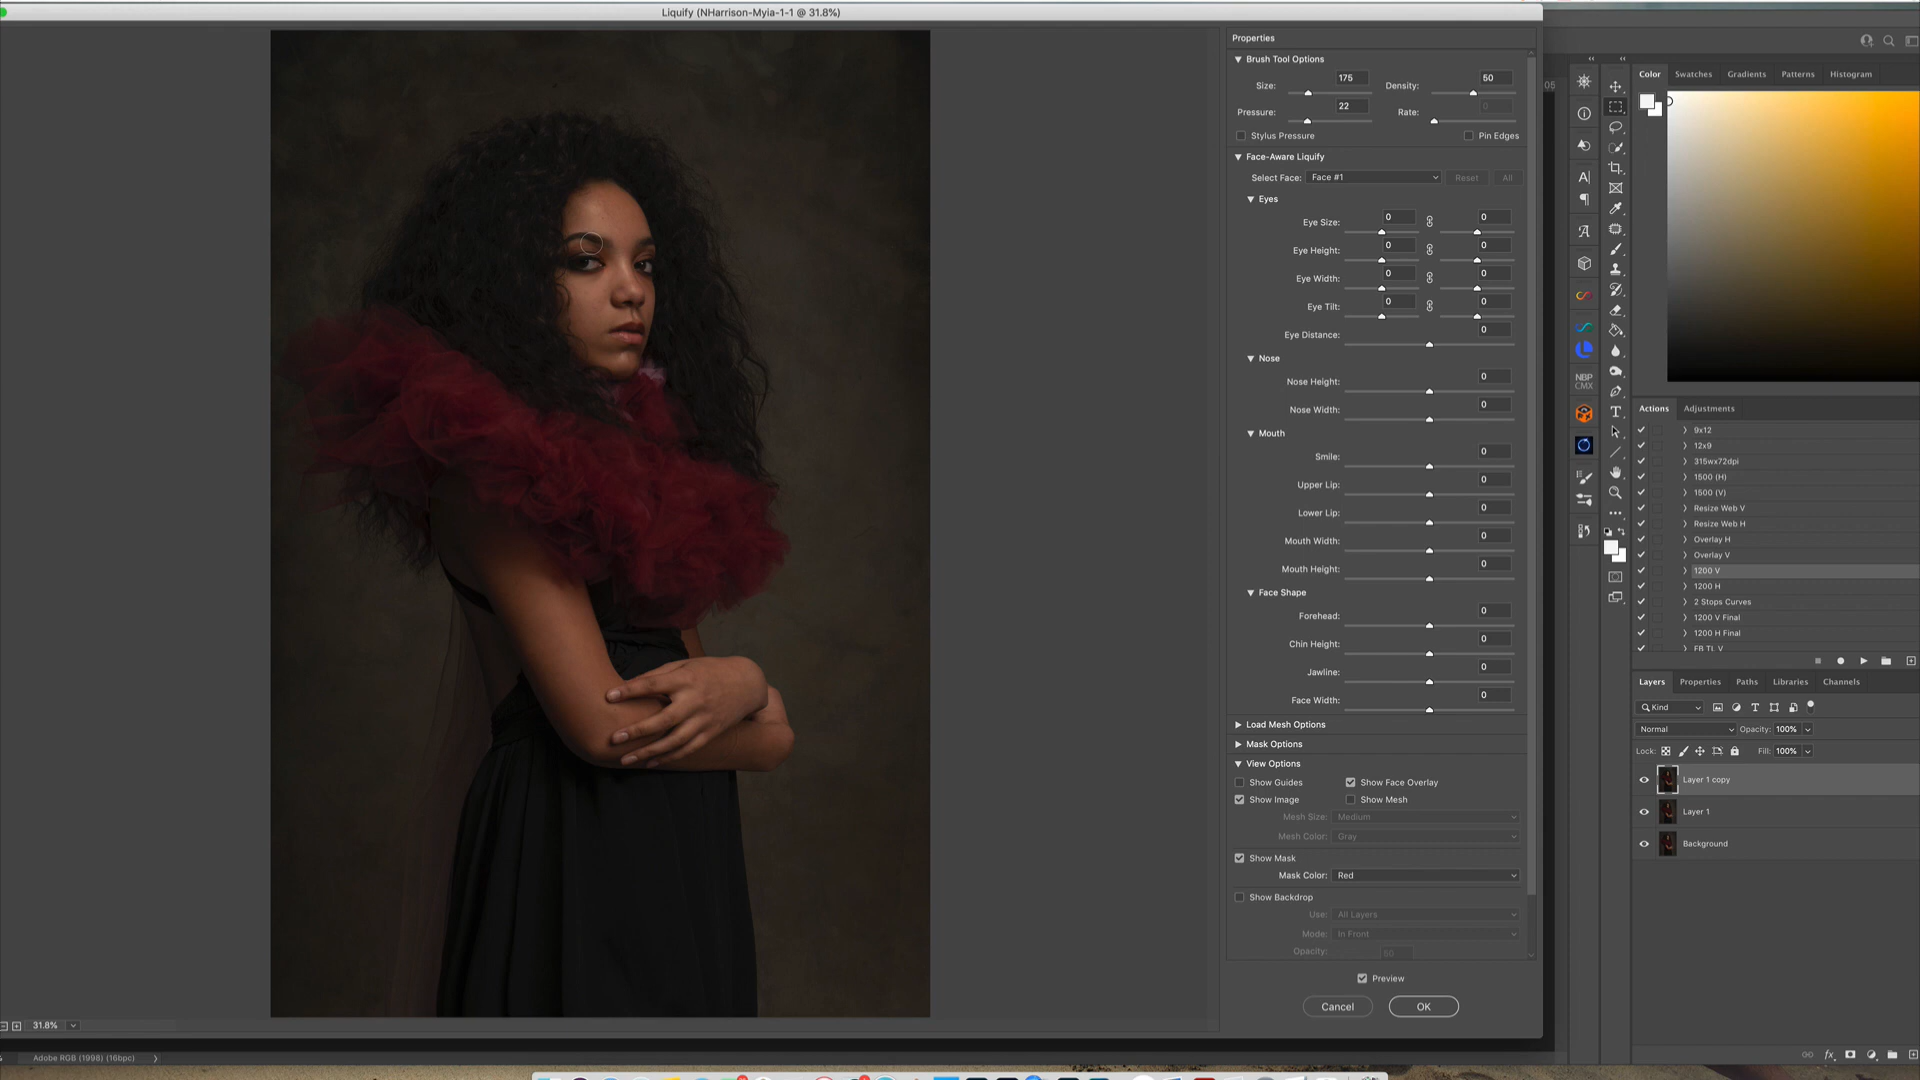 Liquify (NHarrison-Myia-1-1 @ 31.8%)
Properties
Brush Tool Options
Size: 175 Density: 50
Pressure: 22 Rate: 0
Stylus Pressure Pin Edges
Face-Aware Liquify
Select Face: Face #1 Reset All
Eyes
Eye Size: 0 0
Eye Height: 0 0
Eye Width: 0 0
Eye Tilt: 0 0
Eye Distance: 0
Nose
Nose Height: 0
Nose Width: 0
Mouth
Smile: 0
Upper Lip: 0
Lower Lip: 0
Mouth Width: 0
Mouth Height: 0
Face Shape
Forehead: 0
Chin Height: 0
Jawline: 0
Face Width: 0
Load Mesh Options
Mask Options
View Options
Show Guides Show Face Overlay
Show Image Show Mesh
Mesh Size: Medium
Mesh Color: Gray
Show Mask
Mask Color: Red
Show Backdrop
Use: All Layers
Mode: In Front
Opacity: 50
Preview
Cancel OK
31.8%
Adobe RGB (1998) (16bpc)
05
NBP
CMX
Color Swatches Gradients Patterns Histogram
Actions Adjustments
9x12
12x9
315wx72dpi
1500 (H)
1500 (V)
Resize Web V
Resize Web H
Overlay H
Overlay V
1200 V
1200 H
2 Stops Curves
1200 V Final
1200 H Final
FB TL V
Layers Properties Paths Libraries Channels
Kind
Normal Opacity: 100%
Lock: Fill: 100%
Layer 1 copy
Layer 1
Background
fx